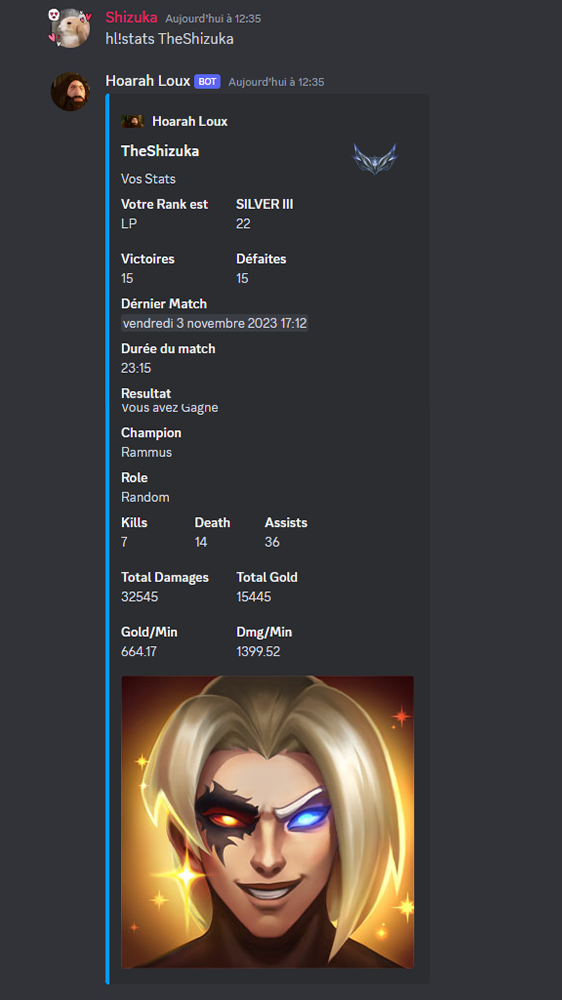 Shizuka Aujourd'hui à 12:35
hl!stats TheShizuka
Hoarah Loux BOT Aujourd'hui à 12:35
Hoarah Loux
TheShizuka
Vos Stats
Votre Rank est SILVER III
LP 22
Victoires Défaites
15 15
Dérnier Match
vendredi 3 novembre 2023 17:12
Durée du match
23:15
Resultat
Vous avez Gagne
Champion
Rammus
Role
Random
Kills Death Assists
7 14 36
Total Damages Total Gold
32545 15445
Gold/Min Dmg/Min
664.17 1399.52